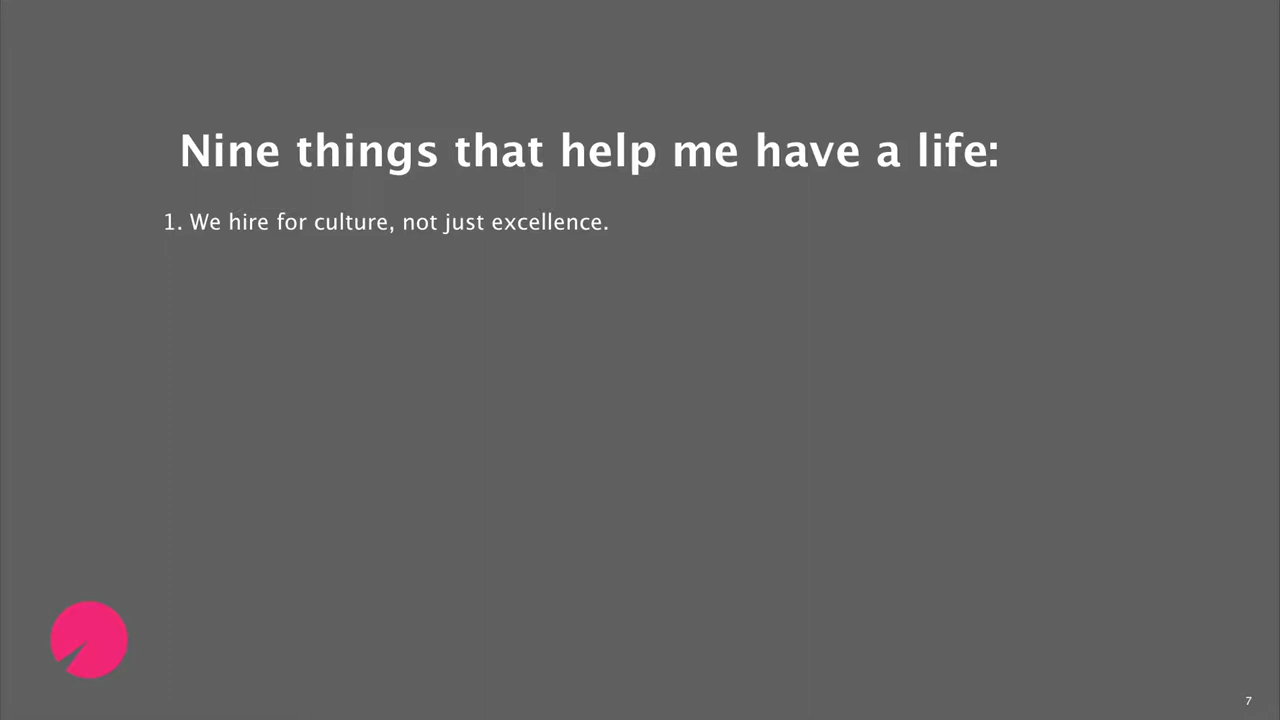 Nine things that help me have a life:
1. We hire for culture, not just excellence.
7